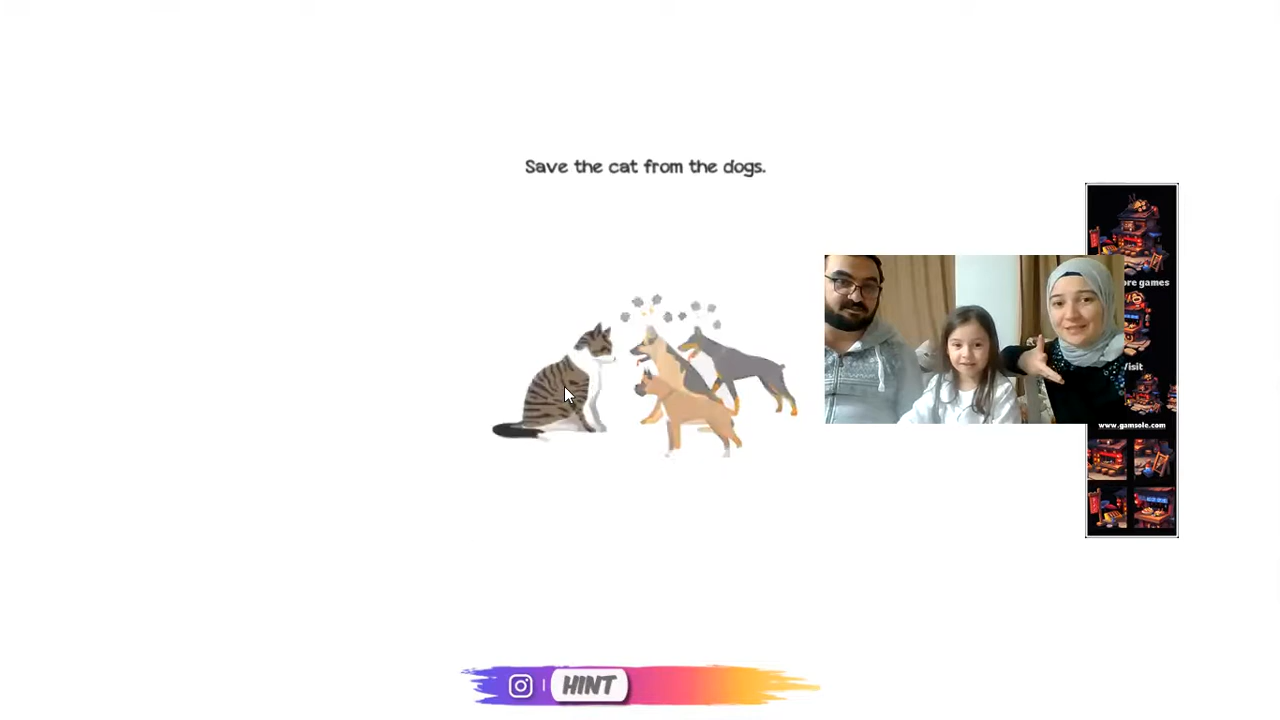 Save the cat from the dogs.
ore games
Visit
www.gamsole.com
HINT